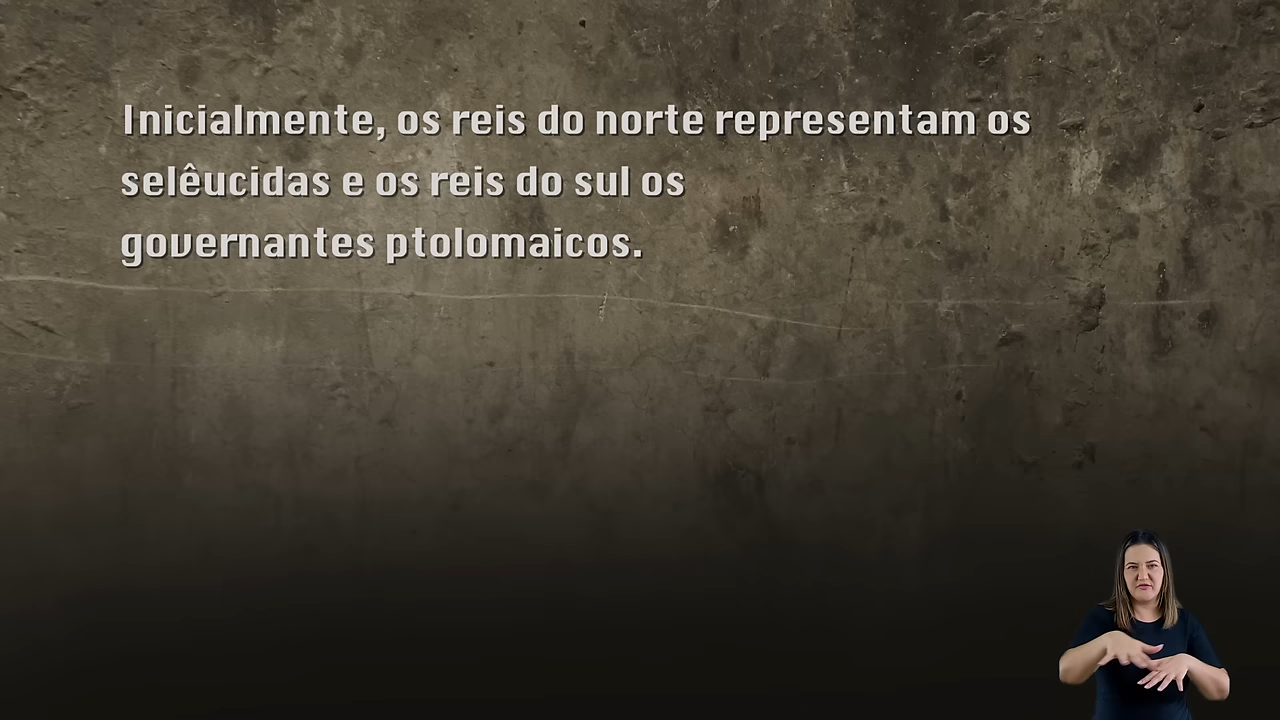 Inicialmente, os reis do norte representam os
selêucidas e os reis do sul os
governantes ptolomaicos.